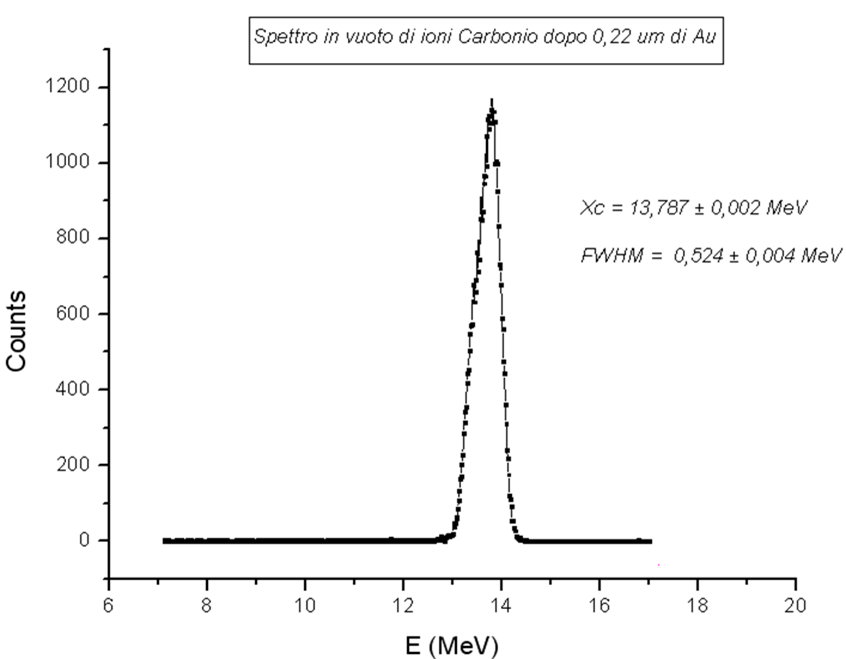 Spettro in vuoto di ioni Carbonio dopo 0,22 um di Au
1200
1000
800
600
400
200
0
Counts
Xc = 13,787 ± 0,002 MeV
FWHM = 0,524 ± 0,004 MeV
6 8 10 12 14 16 18 20
E (MeV)